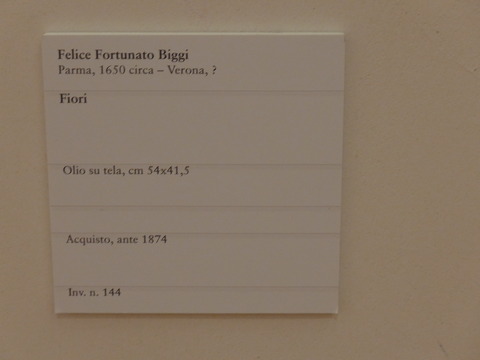 Felice Fortunato Biggi
Parma, 1650 circa – Verona, ?
Fiori
Olio su tela, cm 54x41,5
Acquisto, ante 1874
Inv. n. 144